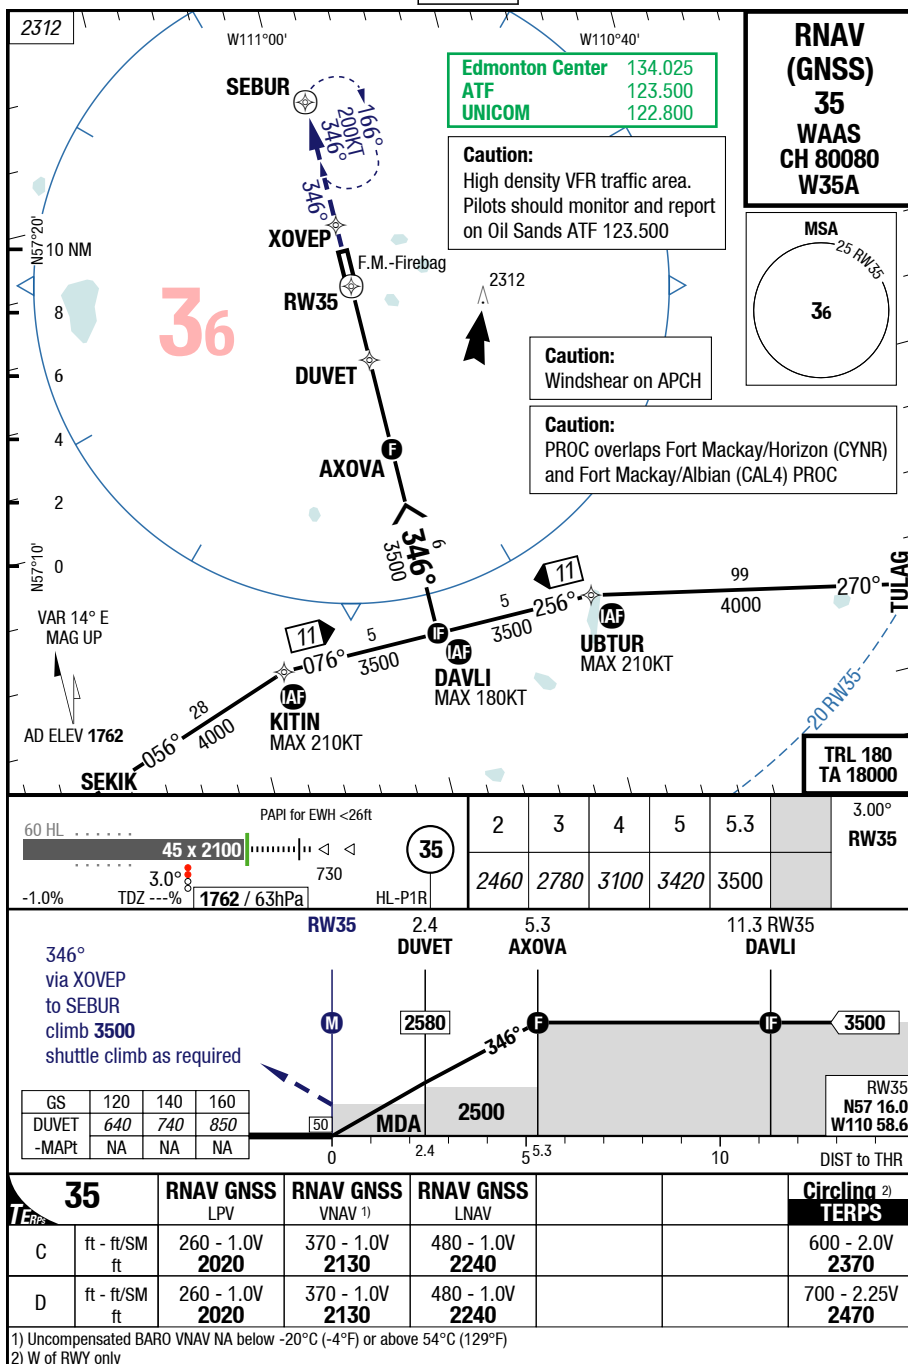 2312
W111°00'
W110°40'
RNAV
(GNSS)
35
WAAS
CH 80080
W35A
Edmonton Center 134.025
ATF 123.500
UNICOM 122.800
SEBUR
166°
200KT
346°
346°
Caution:
High density VFR traffic area.
Pilots should monitor and report
on Oil Sands ATF 123.500
XOVEP
N57°20'
10 NM
F.M.-Firebag
MSA
25 RW35
36
RW35
2312
36
8
DUVET
Caution:
Windshear on APCH
6
4
AXOVA
Caution:
PROC overlaps Fort Mackay/Horizon (CYNR)
and Fort Mackay/Albian (CAL4) PROC
2
6
346°
3500
N57°10'
0
11
99
270°
TULAG
5
256°
4000
3500
IAF
UBTUR
MAX 210KT
VAR 14° E
MAG UP
11
5
076°
3500
IF
IAF
DAVLI
MAX 180KT
F
28
4000
056°
IAF
KITIN
MAX 210KT
AD ELEV 1762
SEKIK
20 RW35
TRL 180
TA 18000
60 HL
PAPI for EWH <26ft
45 x 2100
730
3.0°
-1.0%
TDZ ---%
1762 / 63hPa
35
HL-P1R
2 3 4 5 5.3
2460 2780 3100 3420 3500
3.00°
RW35
RW35
2.4
DUVET
5.3
AXOVA
11.3 RW35
DAVLI
346°
via XOVEP
to SEBUR
climb 3500
shuttle climb as required
M
2580
346°
F
IF
3500
GS 120 140 160
DUVET 640 740 850
-MAPt NA NA NA
50
MDA
2500
RW35
N57 16.0
W110 58.6
0 2.4 5 5.3 10 DIST to THR
TERPS
35
RNAV GNSS
LPV
RNAV GNSS
VNAV 1)
RNAV GNSS
LNAV
Circling 2)
TERPS
C ft - ft/SM 260 - 1.0V 370 - 1.0V 480 - 1.0V 600 - 2.0V
ft 2020 2130 2240 2370
D ft - ft/SM 260 - 1.0V 370 - 1.0V 480 - 1.0V 700 - 2.25V
ft 2020 2130 2240 2470
1) Uncompensated BARO VNAV NA below -20°C (-4°F) or above 54°C (129°F)
2) W of RWY only